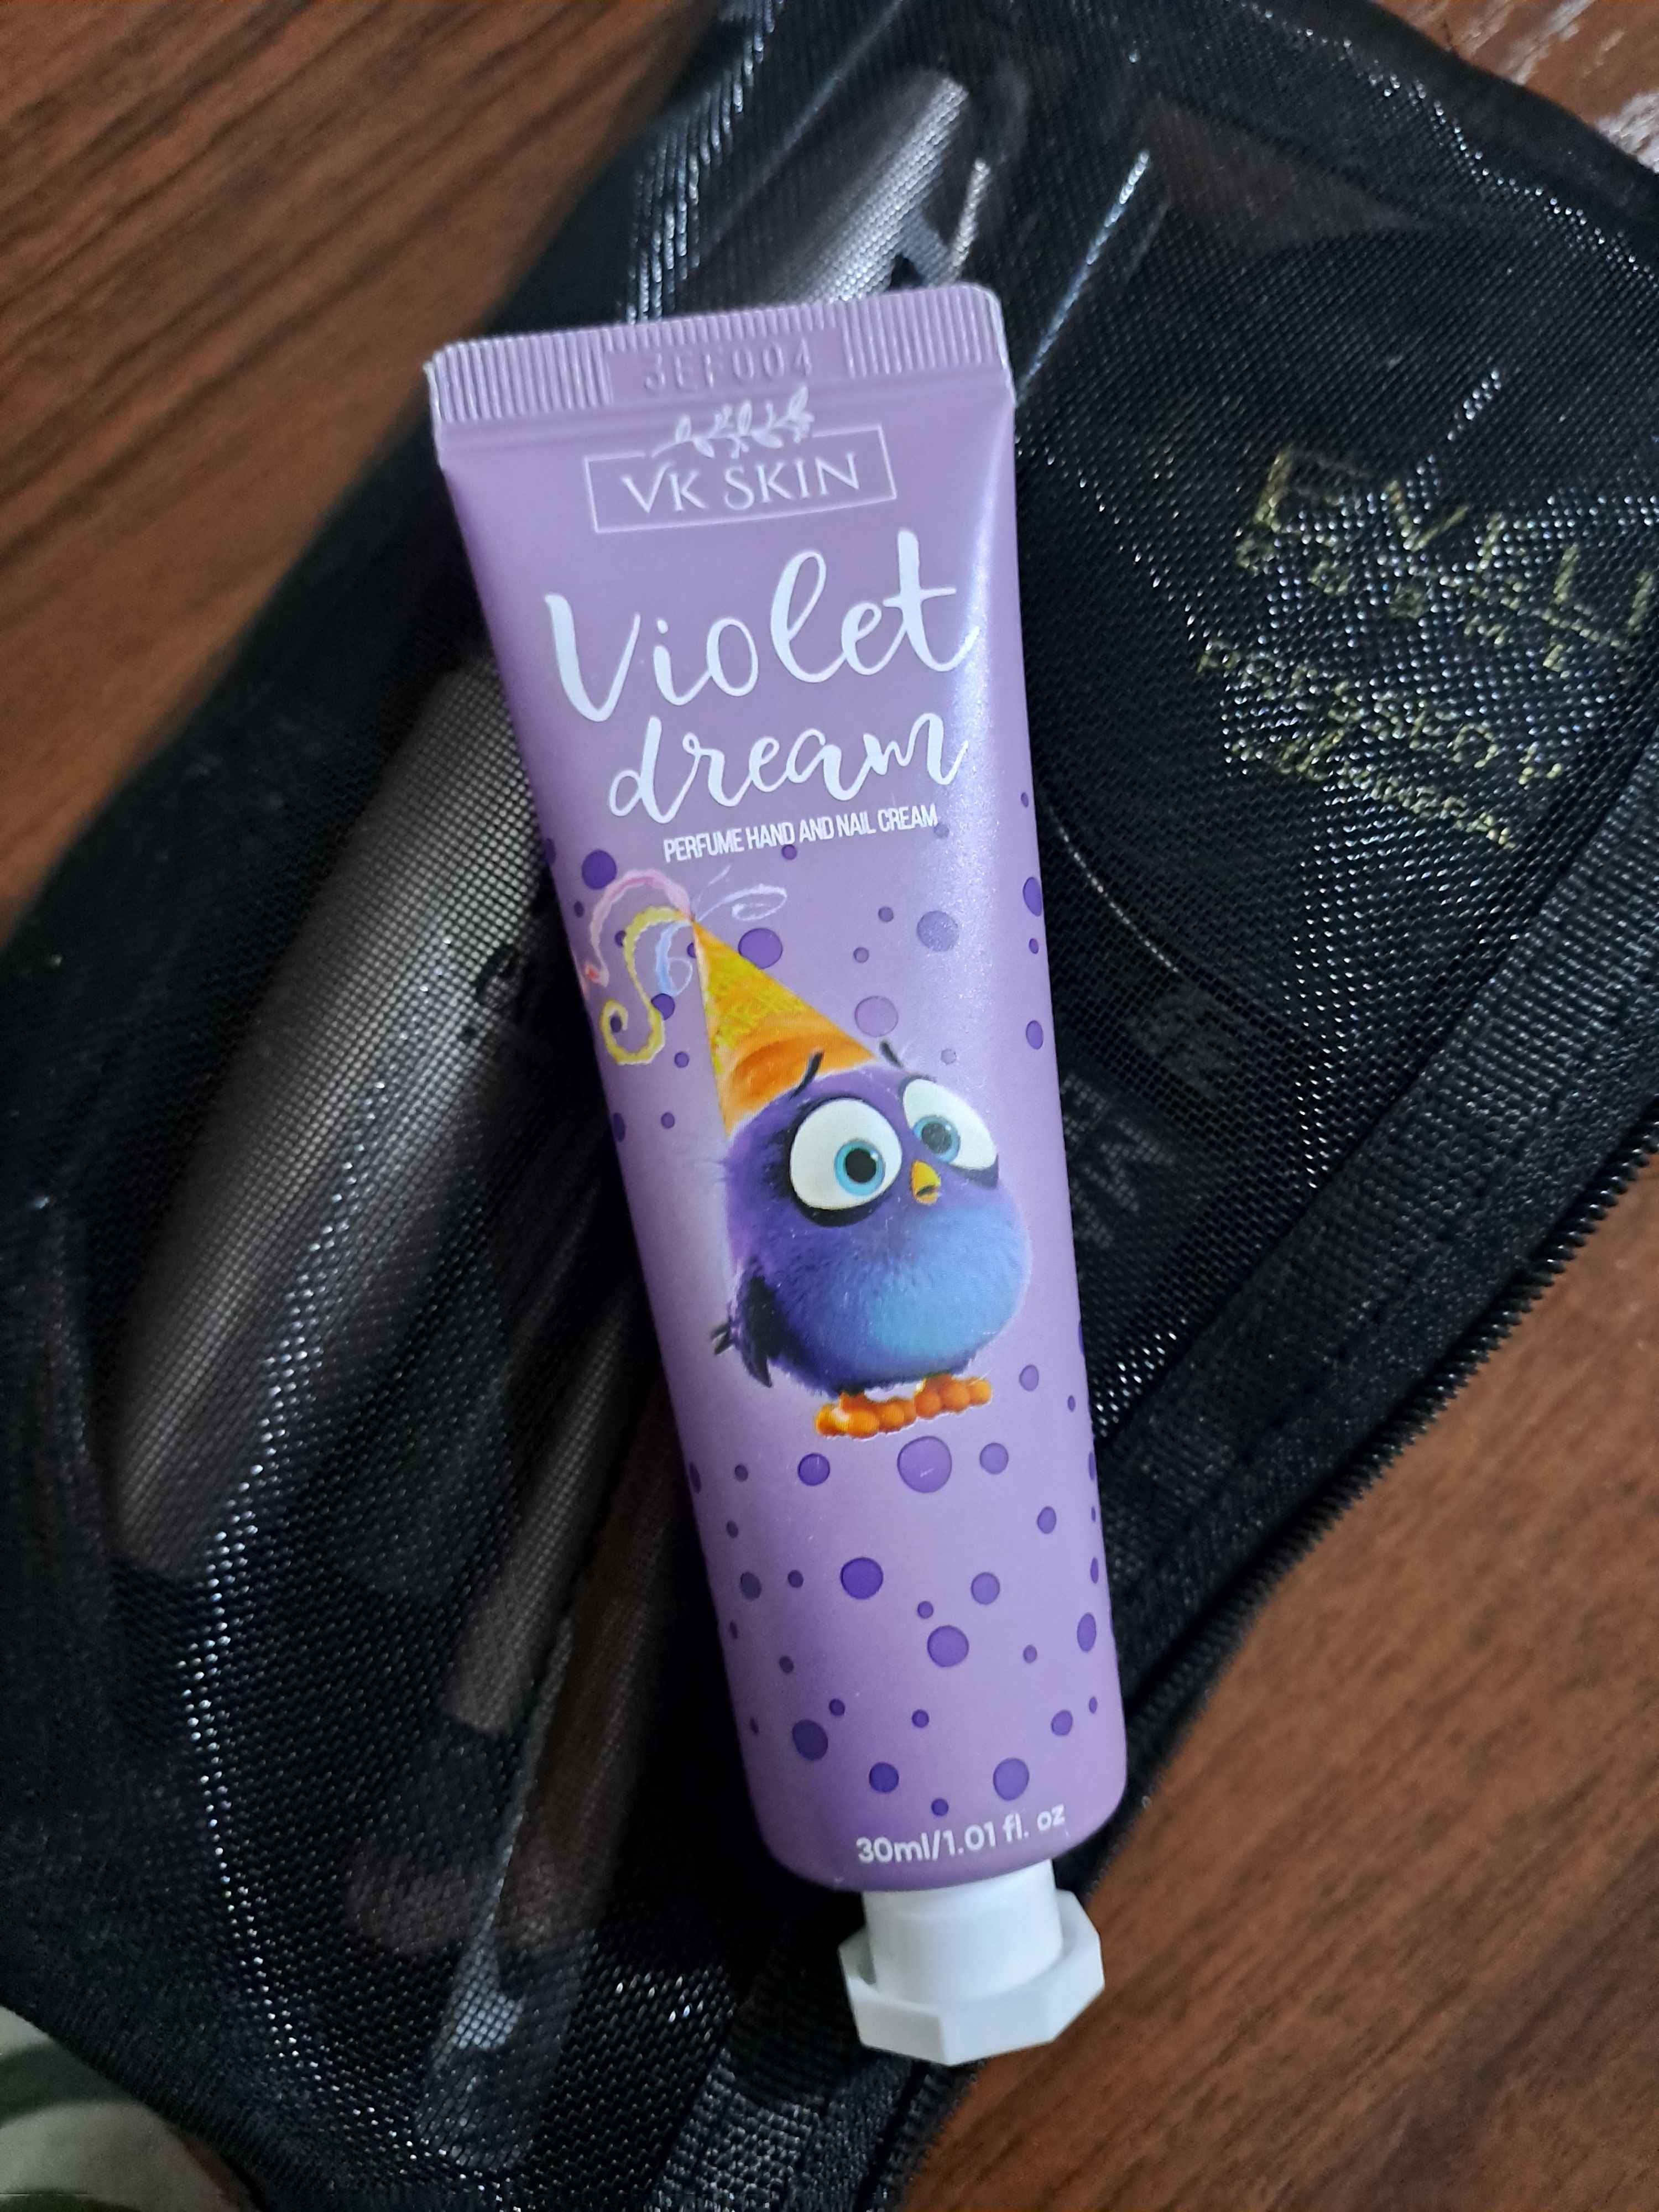 3EF004
VK SKIN
Violet
dream
PERFUME HAND AND NAIL CREAM
30ml/1.01 fl. oz